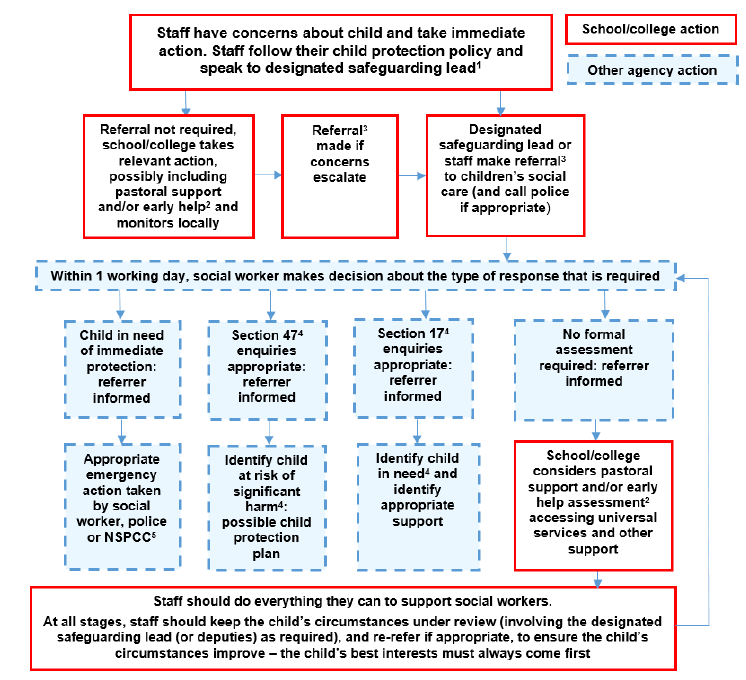 Staff have concerns about child and take immediate
action. Staff follow their child protection policy and
speak to designated safeguarding lead¹
School/college action
Other agency action
Referral not required,
school/college takes
relevant action,
possibly including
pastoral support
and/or early help² and
monitors locally
Referral³
made if
concerns
escalate
Designated
safeguarding lead or
staff make referral³
to children's social
care (and call police
if appropriate)
Within 1 working day, social worker makes decision about the type of response that is required
Child in need
of immediate
protection:
referrer
informed
Section 47⁴
enquiries
appropriate:
referrer
informed
Section 17⁴
enquiries
appropriate:
referrer
informed
No formal
assessment
required: referrer
informed
Appropriate
emergency
action taken
by social
worker, police
or NSPCC⁵
Identify child
at risk of
significant
harm⁴:
possible child
protection
plan
Identify child
in need⁴ and
identify
appropriate
support
School/college
considers pastoral
support and/or early
help assessment²
accessing universal
services and other
support
Staff should do everything they can to support social workers.
At all stages, staff should keep the child's circumstances under review (involving the designated
safeguarding lead (or deputies) as required), and re-refer if appropriate, to ensure the child's
circumstances improve – the child's best interests must always come first